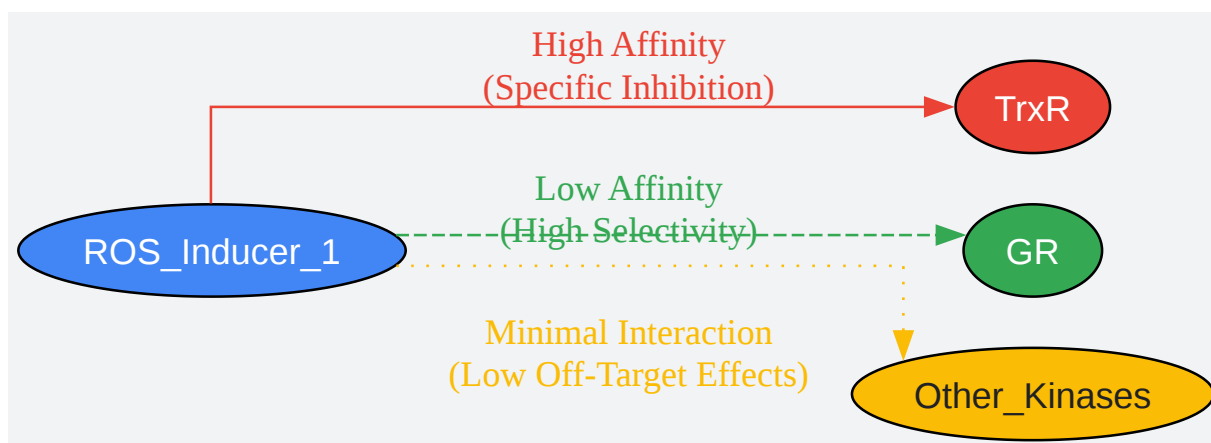 High Affinity
(Specific Inhibition)
TrxR
Low Affinity
(High Selectivity)
ROS_Inducer_1
GR
Minimal Interaction
(Low Off-Target Effects)
Other_Kinases